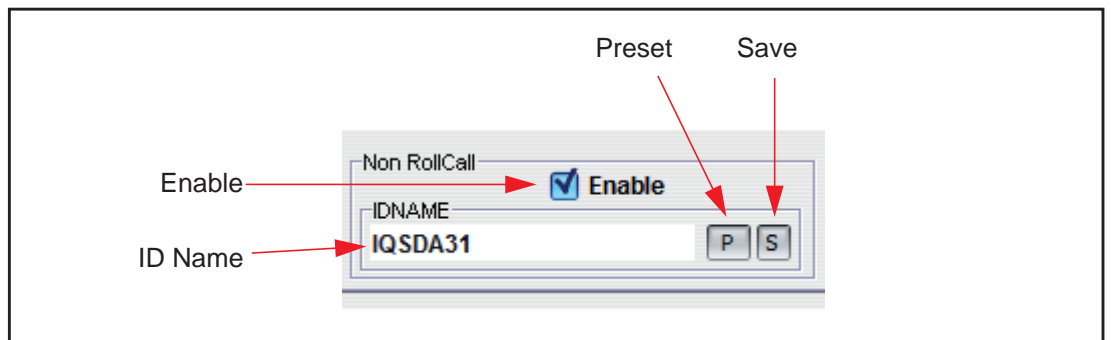 Preset Save
Non RollCall
Enable Enable
IDNAME
ID Name IQSDA31 P S